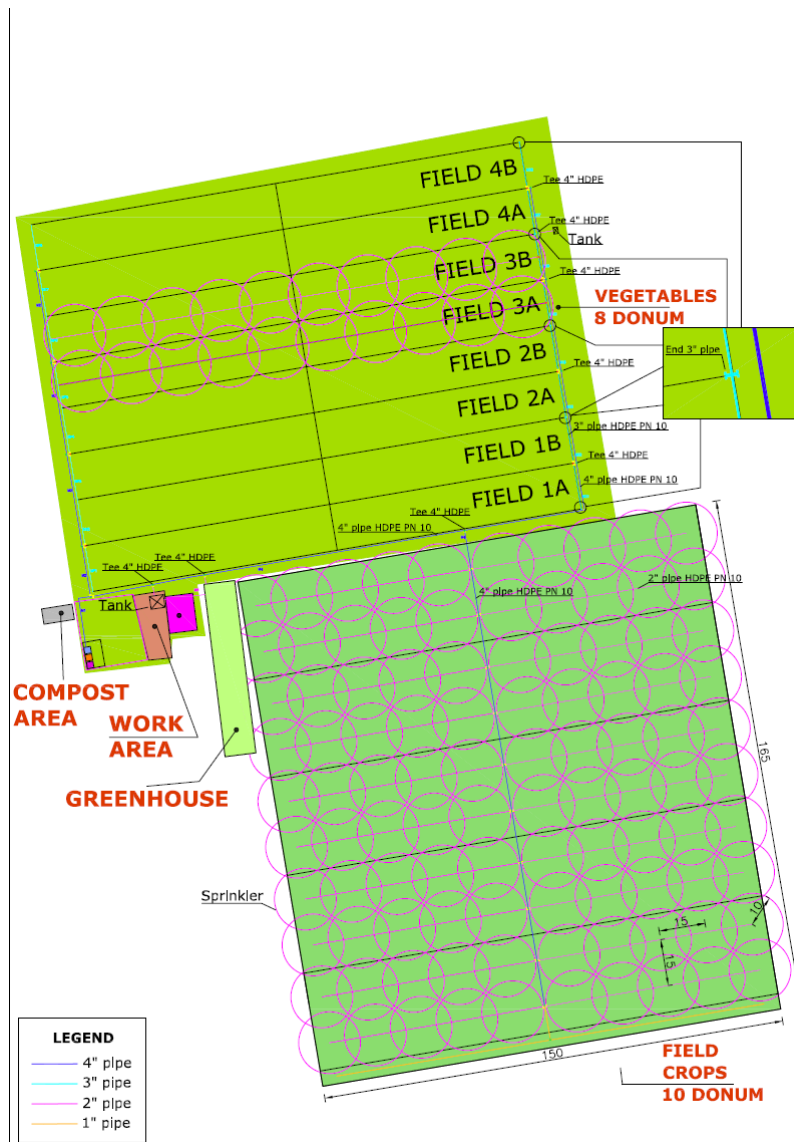 FIELD 4B
Tee 4" HDPE
FIELD 4A
Tee 4" HDPE
Tank
FIELD 3B
Tee 4" HDPE
VEGETABLES
8 DONUM
FIELD 3A
End 3" pipe
FIELD 2B
Tee 4" HDPE
FIELD 2A
3" pipe HDPE PN 10
FIELD 1B
Tee 4" HDPE
FIELD 1A
4" pipe HDPE PN 10
Tee 4" HDPE
4" pipe HDPE PN 10
Tee 4" HDPE
Tee 4" HDPE
2" pipe HDPE PN 10
4" pipe HDPE PN 10
Tank
COMPOST
AREA
WORK
AREA
GREENHOUSE
165
Sprinkler
10
15
15
150
FIELD
CROPS
10 DONUM
LEGEND
4" pipe
3" pipe
2" pipe
1" pipe